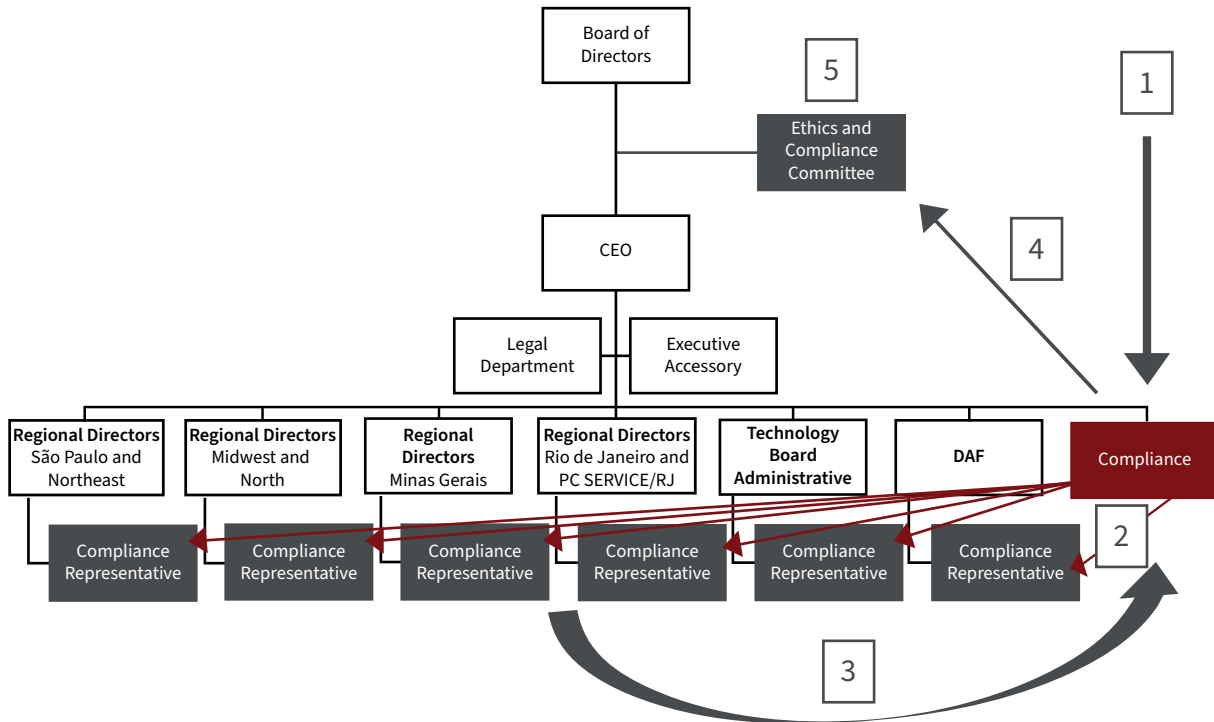 Board of
Directors
5
1
Ethics and
Compliance
Committee
CEO
4
Legal
Department
Executive
Accessory
Regional Directors
São Paulo and
Northeast
Regional Directors
Midwest and
North
Regional
Directors
Minas Gerais
Regional Directors
Rio de Janeiro and
PC SERVICE/RJ
Technology
Board
Administrative
DAF
Compliance
Compliance
Representative
Compliance
Representative
Compliance
Representative
Compliance
Representative
Compliance
Representative
Compliance
Representative
2
3